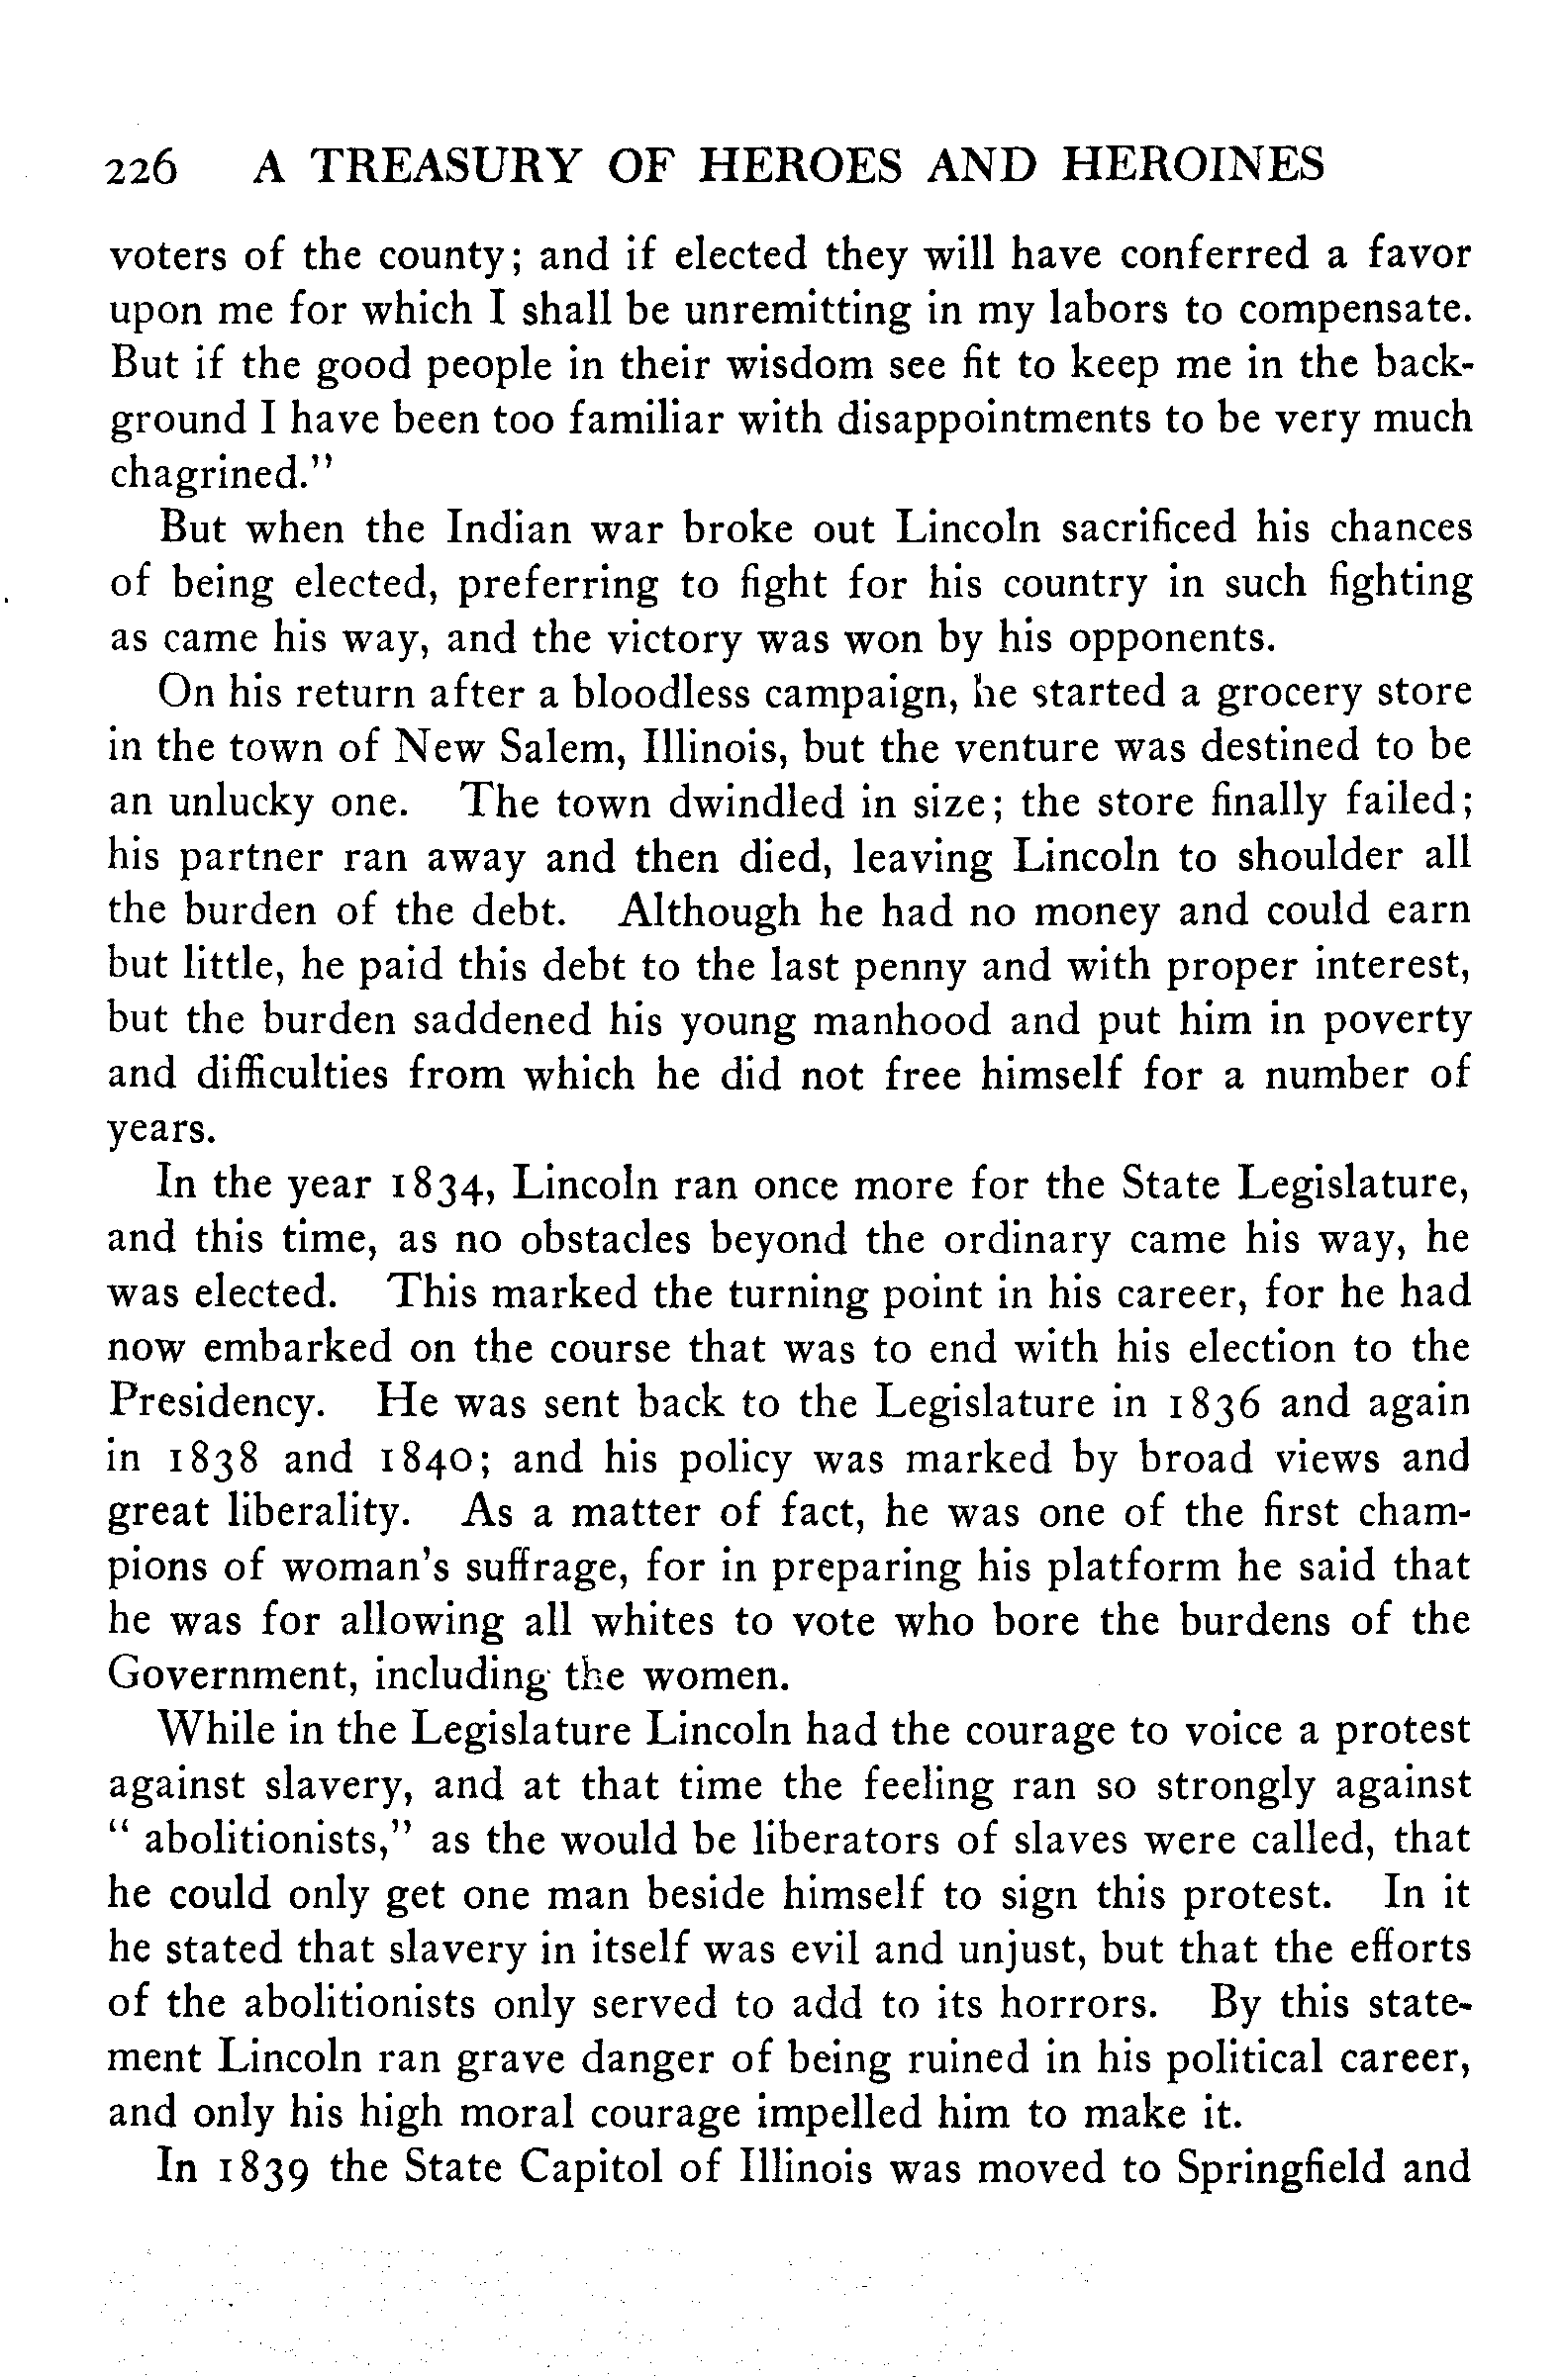 226 A TREASURY OF HEROES AND HEROINES
voters of the county; and if elected they will have conferred a favor
upon me for which I shall be unremitting in my labors to compensate.
But if the good people in their wisdom see fit to keep me in the back-
ground I have been too familiar with disappointments to be very much
chagrined."
But when the Indian war broke out Lincoln sacrificed his chances
of being elected, preferring to fight for his country in such fighting
as came his way, and the victory was won by his opponents.
On his return after a bloodless campaign, he started a grocery store
in the town of New Salem, Illinois, but the venture was destined to be
an unlucky one. The town dwindled in size; the store finally failed;
his partner ran away and then died, leaving Lincoln to shoulder all
the burden of the debt. Although he had no money and could earn
but little, he paid this debt to the last penny and with proper interest,
but the burden saddened his young manhood and put him in poverty
and difficulties from which he did not free himself for a number of
years.
In the year 1834, Lincoln ran once more for the State Legislature,
and this time, as no obstacles beyond the ordinary came his way, he
was elected. This marked the turning point in his career, for he had
now embarked on the course that was to end with his election to the
Presidency. He was sent back to the Legislature in 1836 and again
in 1838 and 1840; and his policy was marked by broad views and
great liberality. As a matter of fact, he was one of the first cham-
pions of woman's suffrage, for in preparing his platform he said that
he was for allowing all whites to vote who bore the burdens of the
Government, including the women.
While in the Legislature Lincoln had the courage to voice a protest
against slavery, and at that time the feeling ran so strongly against
" abolitionists," as the would be liberators of slaves were called, that
he could only get one man beside himself to sign this protest. In it
he stated that slavery in itself was evil and unjust, but that the efforts
of the abolitionists only served to add to its horrors. By this state-
ment Lincoln ran grave danger of being ruined in his political career,
and only his high moral courage impelled him to make it.
In 1839 the State Capitol of Illinois was moved to Springfield and